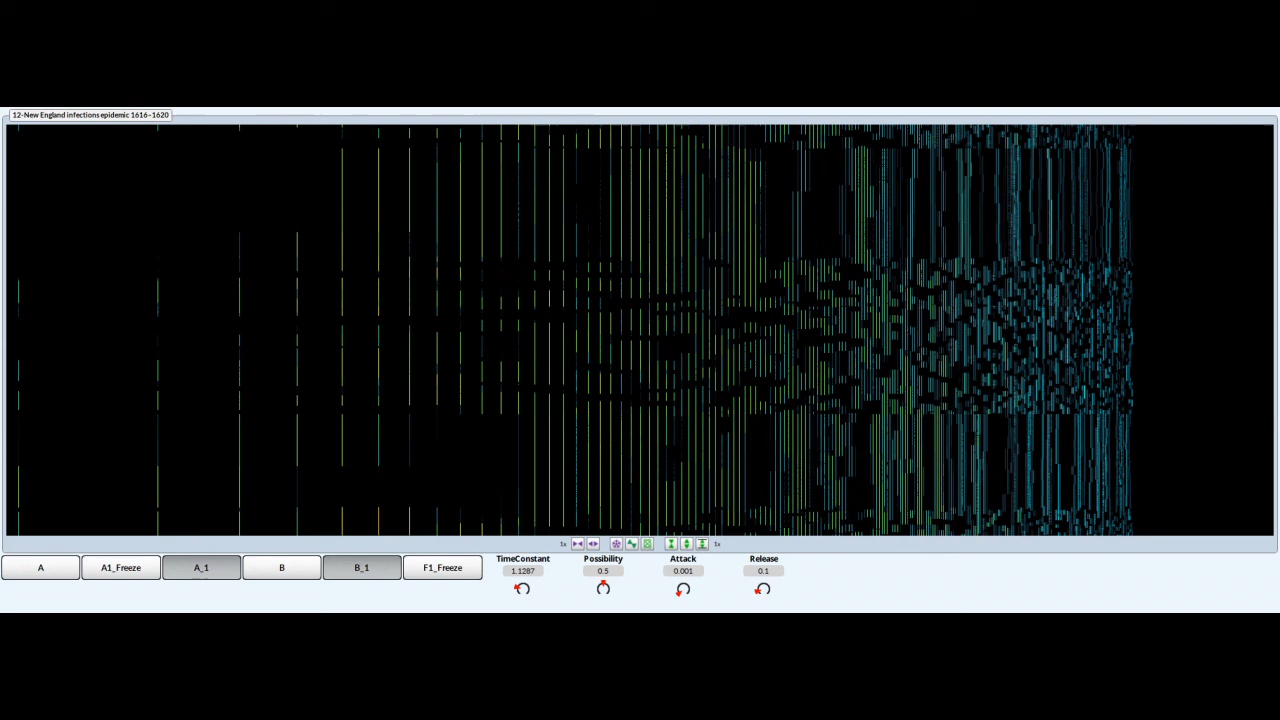 12-New England infections epidemic 1616–1620
1x 1x
A A1_Freeze A_1 B B_1 F1_Freeze
TimeConstant Possibility Attack Release
1.1287 0.5 0.001 0.1